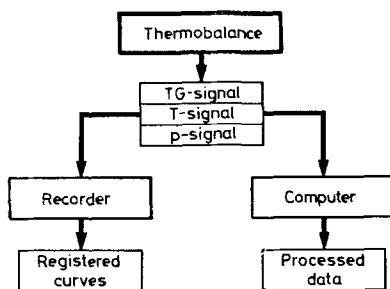 Thermobalance
TG-signal
T-signal
p-signal
Recorder
Computer
Registered
curves
Processed
data